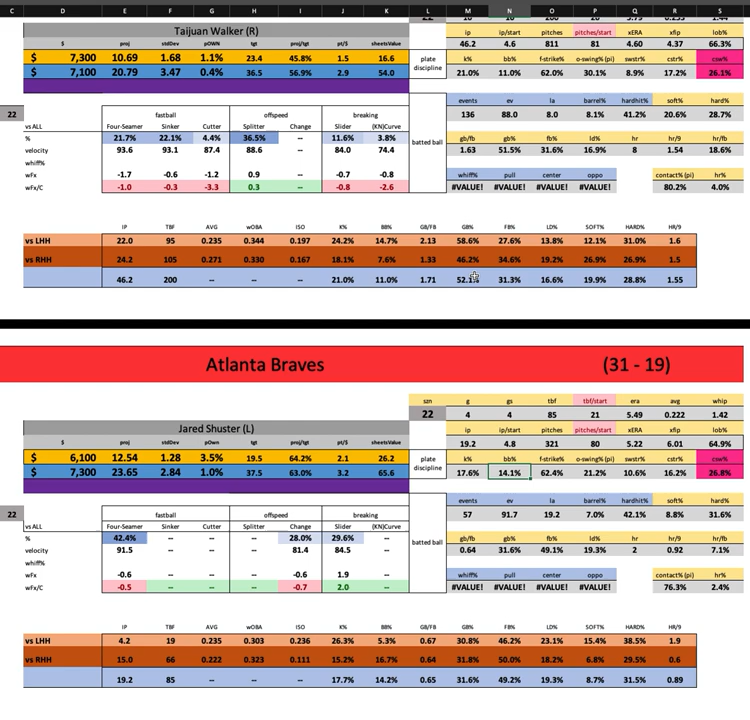 C D E F G H I J K L M N O P Q R S
22
Taijuan Walker (R) ip ip/start pitches pitches/start xERA xfip lob%
$ proj stdDev pOWN tgt proj/tgt pt/$ sheetsValue 46.2 4.6 811 81 4.60 4.37 66.3%
$ 7,300 10.69 1.68 1.1% 23.4 45.8% 1.5 16.6 plate discipline k% bb% f-strike% o-swing% (pi) swstr% cstr% csw%
$ 7,100 20.79 3.47 0.4% 36.5 56.9% 2.9 54.0 21.0% 11.0% 62.0% 30.1% 8.9% 17.2% 26.1%
events ev la barrel% hardhit% soft% hard%
22 fastball offspeed breaking 136 88.0 8.0 8.1% 41.2% 20.6% 28.7%
vs ALL Four-Seamer Sinker Cutter Splitter Change Slider (KN)Curve
% 21.7% 22.1% 4.4% 36.5% -- 11.6% 3.8% batted ball gb/fb gb% fb% ld% hr hr/9 hr/fb
velocity 93.6 93.1 87.4 88.6 -- 84.0 74.4 1.63 51.5% 31.6% 16.9% 8 1.54 18.6%
whiff%
wFx -1.7 -0.6 -1.2 0.9 -- -0.7 -0.8 whiff% pull center oppo contact% (pi) hr%
wFx/C -1.0 -0.3 -3.3 0.3 -- -0.8 -2.6 #VALUE! #VALUE! #VALUE! #VALUE! 80.2% 4.0%
IP TBF AVG wOBA ISO K% BB% GB/FB GB% FB% LD% SOFT% HARD% HR/9
vs LHH 22.0 95 0.235 0.344 0.197 24.2% 14.7% 2.13 58.6% 27.6% 13.8% 12.1% 31.0% 1.6
vs RHH 24.2 105 0.271 0.330 0.167 18.1% 7.6% 1.33 46.2% 34.6% 19.2% 26.9% 26.9% 1.5
46.2 200 -- -- -- 21.0% 11.0% 1.71 52.1% 31.3% 16.6% 19.9% 28.8% 1.55
Atlanta Braves (31 - 19)
szn g gs tbf tbf/start era avg whip
22 4 4 85 21 5.49 0.222 1.42
Jared Shuster (L) ip ip/start pitches pitches/start xERA xfip lob%
$ proj stdDev pOwn tgt proj/tgt pt/$ sheetsValue 19.2 4.8 321 80 5.22 6.01 64.9%
$ 6,100 12.54 1.28 3.5% 19.5 64.2% 2.1 26.2 plate discipline k% bb% f-strike% o-swing% (pi) swstr% cstr% csw%
$ 7,300 23.65 2.84 1.0% 37.5 63.0% 3.2 65.6 17.6% 14.1% 62.4% 21.2% 10.6% 16.2% 26.8%
events ev la barrel% hardhit% soft% hard%
22 fastball offspeed breaking 57 91.7 19.2 7.0% 42.1% 8.8% 31.6%
vs ALL Four-Seamer Sinker Cutter Splitter Change Slider (KN)Curve
% 42.4% -- -- -- 28.0% 29.6% -- batted ball gb/fb gb% fb% ld% hr hr/9 hr/fb
velocity 91.5 -- -- -- 81.4 84.5 -- 0.64 31.6% 49.1% 19.3% 2 0.92 7.1%
whiff%
wFx -0.6 -- -- -- -0.6 1.9 -- whiff% pull center oppo contact% (pi) hr%
wFx/C -0.5 -- -- -- -0.7 2.0 -- #VALUE! #VALUE! #VALUE! #VALUE! 76.3% 2.4%
IP TBF AVG wOBA ISO K% BB% GB/FB GB% FB% LD% SOFT% HARD% HR/9
vs LHH 4.2 19 0.235 0.303 0.236 26.3% 5.3% 0.67 30.8% 46.2% 23.1% 15.4% 38.5% 1.9
vs RHH 15.0 66 0.222 0.323 0.111 15.2% 16.7% 0.64 31.8% 50.0% 18.2% 6.8% 29.5% 0.6
19.2 85 -- -- -- 17.7% 14.2% 0.65 31.6% 49.2% 19.3% 8.7% 31.5% 0.89